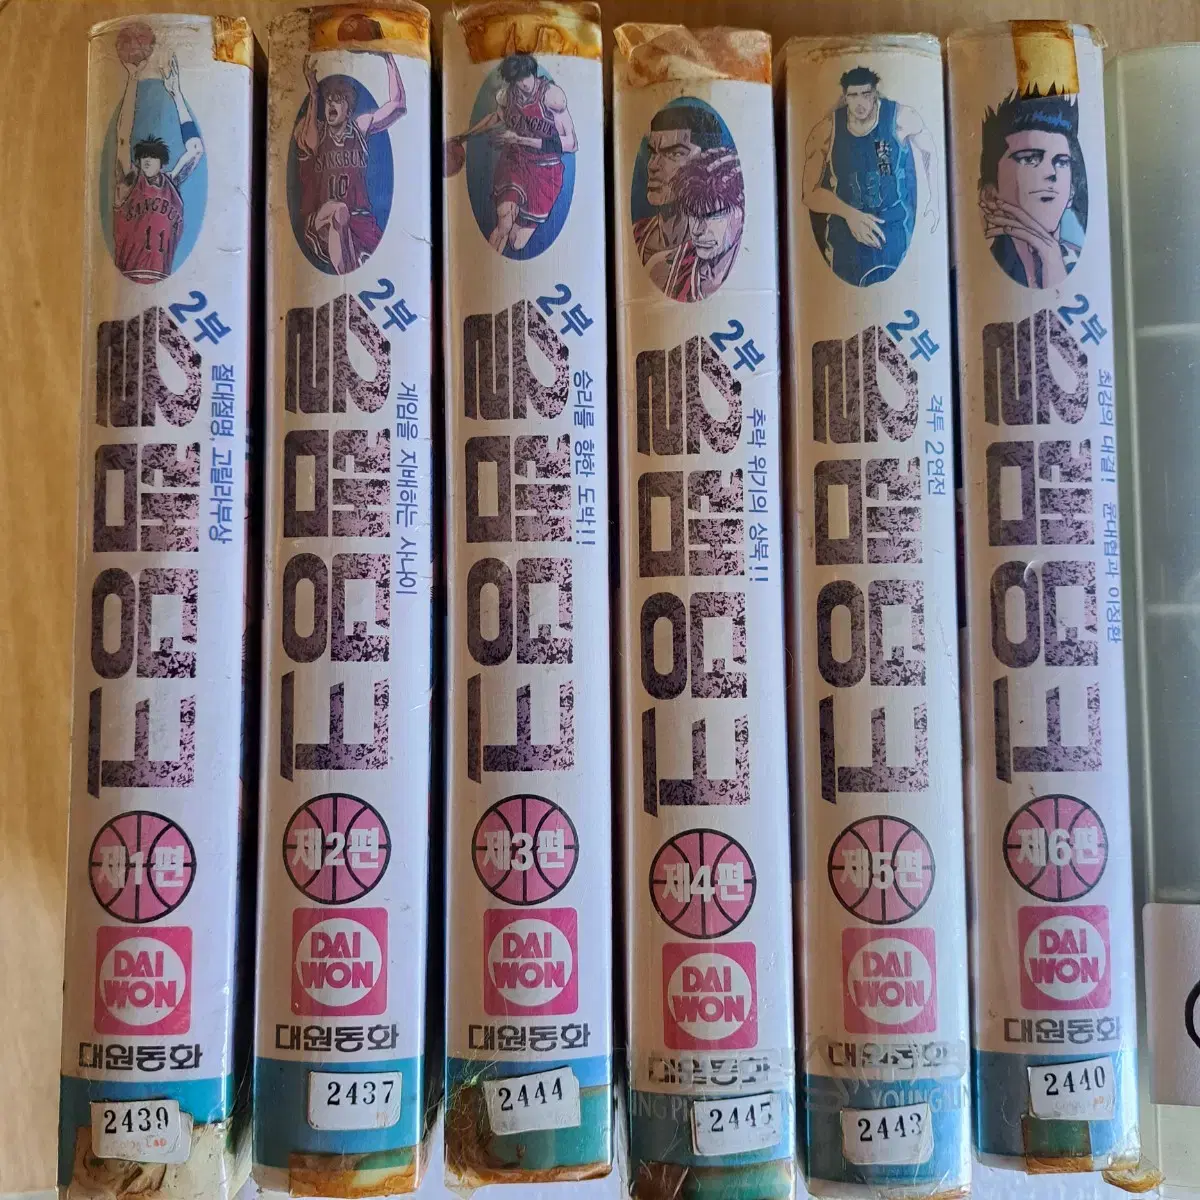 SANGBUK
11
2부
슬램덩크
절대절명, 고릴라부상
제1편
DAI
WON
대원동화
2439
SANGBUK
10
2부
슬램덩크
게임을 지배하는 사나이
제2편
DAI
WON
대원동화
2437
SANGBUK
2부
슬램덩크
승리를 향한 도박!!
제3편
DAI
WON
대원동화
2444
2부
슬램덩크
추락 위기의 상북!!
제4편
DAI
WON
대원동화
2445
2부
슬램덩크
격투 2연전
제5편
DAI
WON
대원동화
YOUNG
2443
2부
슬램덩크
최강의 대결! 윤대협과 이정환
제6편
DAI
WON
대원동화
2440